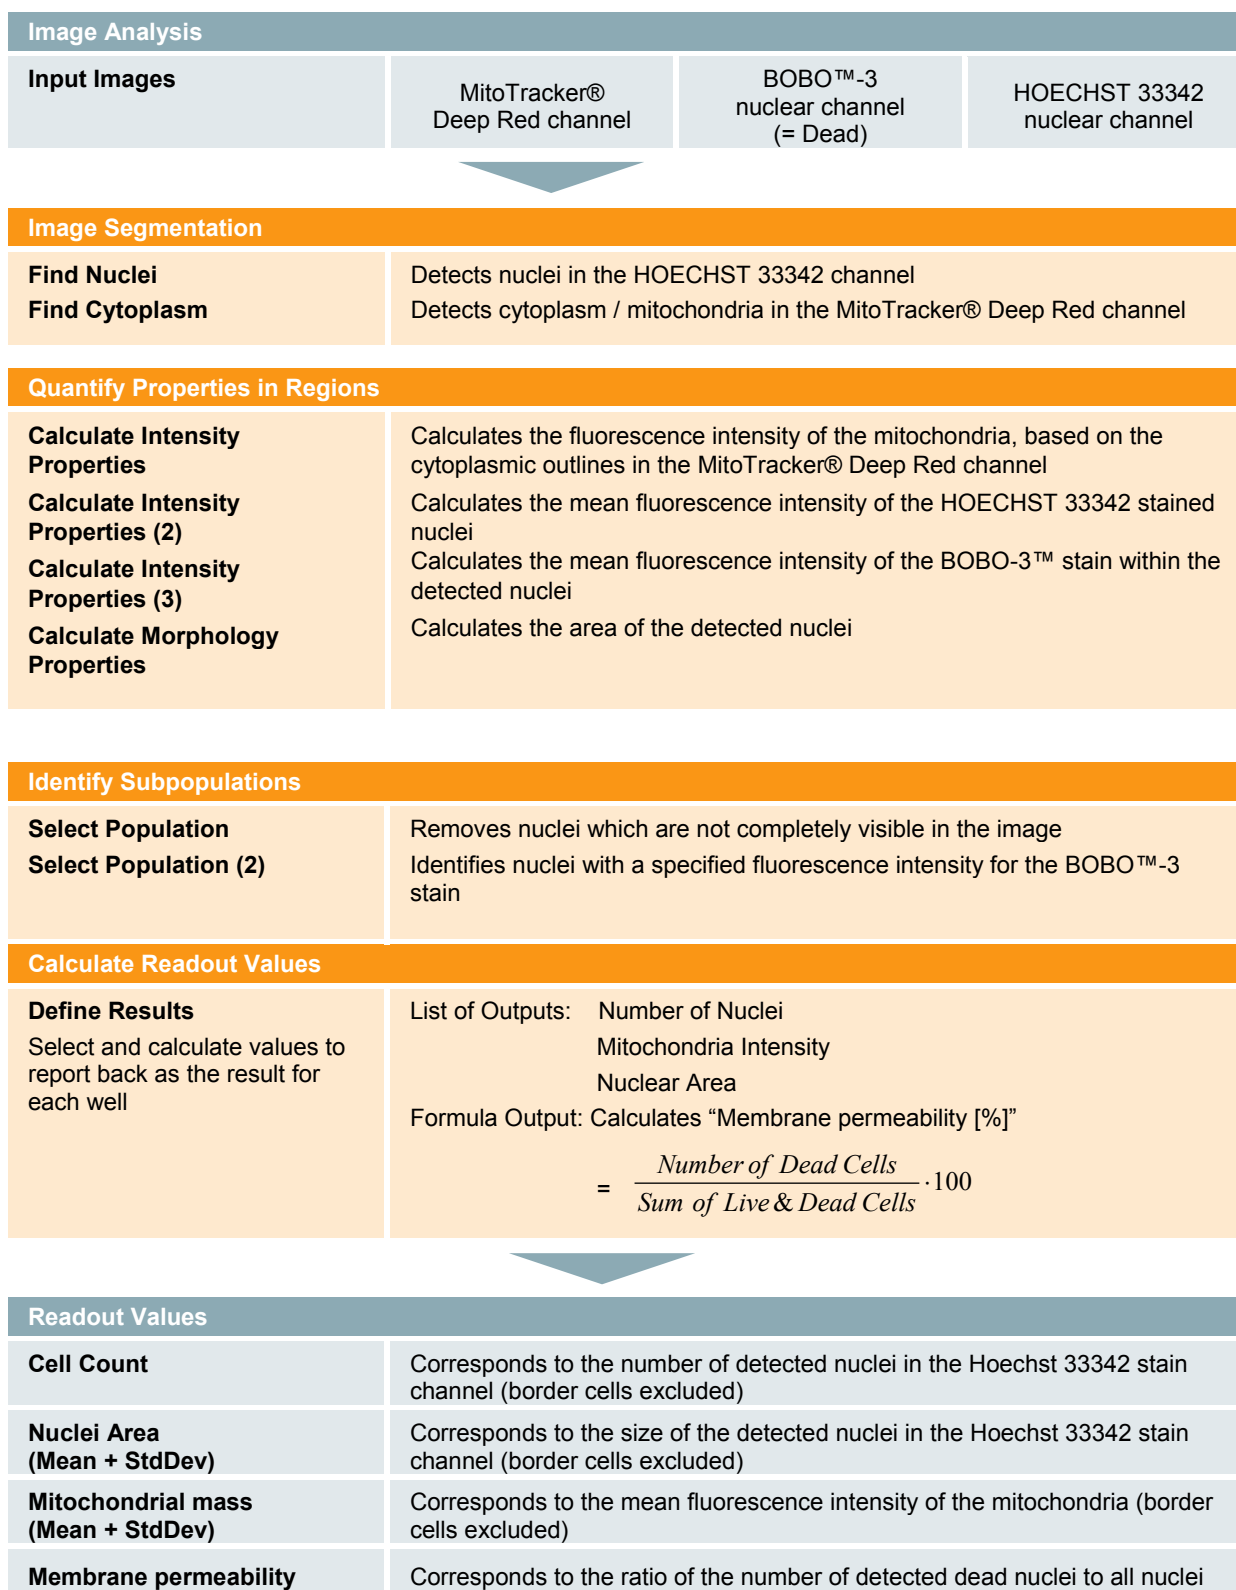 Image Analysis
Input Images
MitoTracker®
Deep Red channel
BOBO™-3
nuclear channel
(= Dead)
HOECHST 33342
nuclear channel
Image Segmentation
Find Nuclei
Detects nuclei in the HOECHST 33342 channel
Find Cytoplasm
Detects cytoplasm / mitochondria in the MitoTracker® Deep Red channel
Quantify Properties in Regions
Calculate Intensity
Properties
Calculates the fluorescence intensity of the mitochondria, based on the
cytoplasmic outlines in the MitoTracker® Deep Red channel
Calculate Intensity
Properties (2)
Calculates the mean fluorescence intensity of the HOECHST 33342 stained
nuclei
Calculate Intensity
Properties (3)
Calculates the mean fluorescence intensity of the BOBO-3™ stain within the
detected nuclei
Calculate Morphology
Properties
Calculates the area of the detected nuclei
Identify Subpopulations
Select Population
Removes nuclei which are not completely visible in the image
Select Population (2)
Identifies nuclei with a specified fluorescence intensity for the BOBO™-3
stain
Calculate Readout Values
Define Results
Select and calculate values to
report back as the result for
each well
List of Outputs: Number of Nuclei
Mitochondria Intensity
Nuclear Area
Formula Output: Calculates “Membrane permeability [%]”
Number of Dead Cells
= ·100
Sum of Live & Dead Cells
Readout Values
Cell Count
Corresponds to the number of detected nuclei in the Hoechst 33342 stain
channel (border cells excluded)
Nuclei Area
(Mean + StdDev)
Corresponds to the size of the detected nuclei in the Hoechst 33342 stain
channel (border cells excluded)
Mitochondrial mass
(Mean + StdDev)
Corresponds to the mean fluorescence intensity of the mitochondria (border
cells excluded)
Membrane permeability
Corresponds to the ratio of the number of detected dead nuclei to all nuclei